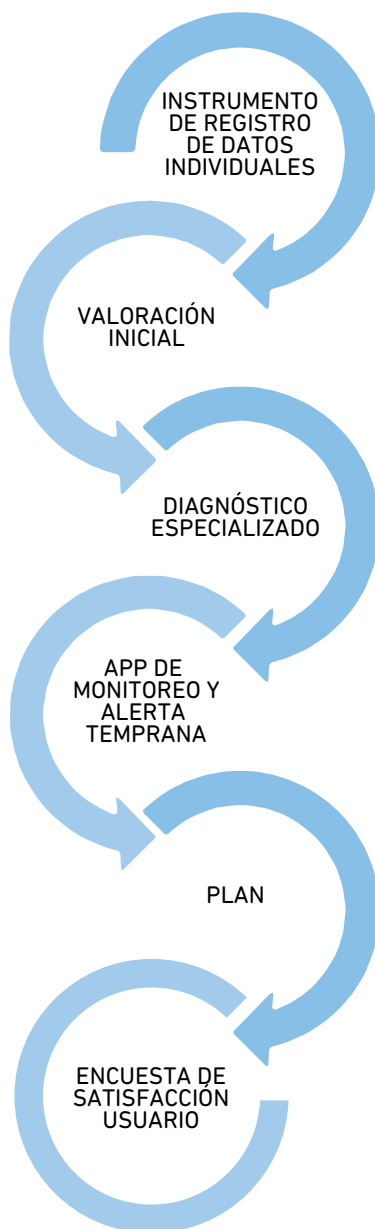 INSTRUMENTO
DE REGISTRO
DE DATOS
INDIVIDUALES
VALORACIÓN
INICIAL
DIAGNÓSTICO
ESPECIALIZADO
APP DE
MONITOREO Y
ALERTA
TEMPRANA
PLAN
ENCUESTA DE
SATISFACCIÓN
USUARIO